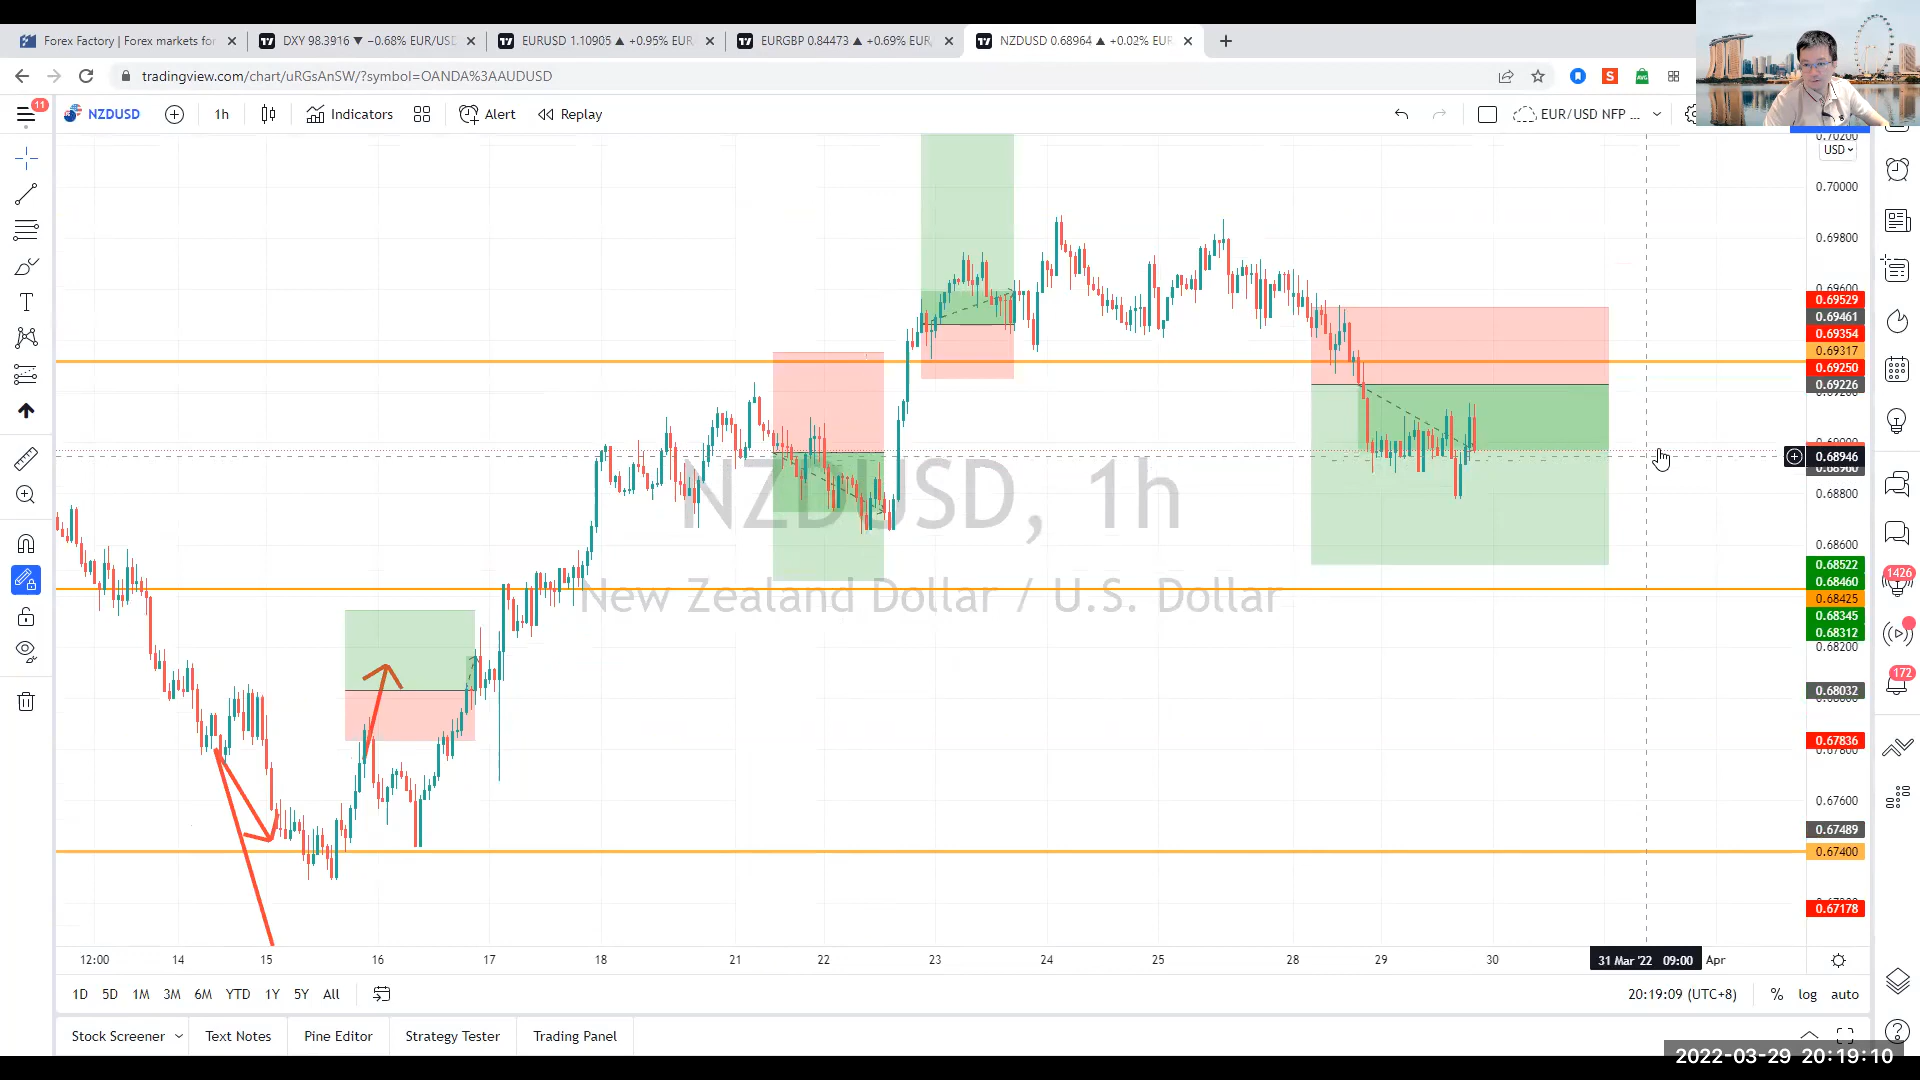 Forex Factory | Forex markets for
DXY 98.3916 ▼ −0.68% EUR/USD
EURUSD 1.10905 ▲ +0.95% EUR
EURGBP 0.84473 ▲ +0.69% EUR/
NZDUSD 0.68964 ▲ +0.02% EUR
tradingview.com/chart/uRGsAnSW/?symbol=OANDA%3AAUDUSD
11
NZDUSD
1h
Indicators
Alert
Replay
EUR/USD NFP ...
0.70200
USD
0.70000
0.69800
0.69600
0.69529
0.69461
0.69354
0.69317
0.69250
0.69226
0.68946
0.68960
0.68800
0.68600
0.68522
0.68460
0.68425
0.68345
0.68312
0.68200
0.68032
0.67836
0.67600
0.67489
0.67400
0.67178
NZDUSD, 1h
New Zealand Dollar / U.S. Dollar
1426
172
12:00 14 15 16 17 18 21 22 23 24 25 28 29 30 31 Mar '22 09:00 Apr
1D 5D 1M 3M 6M YTD 1Y 5Y All
20:19:09 (UTC+8) % log auto
Stock Screener
Text Notes
Pine Editor
Strategy Tester
Trading Panel
2022-03-29 20:19:10